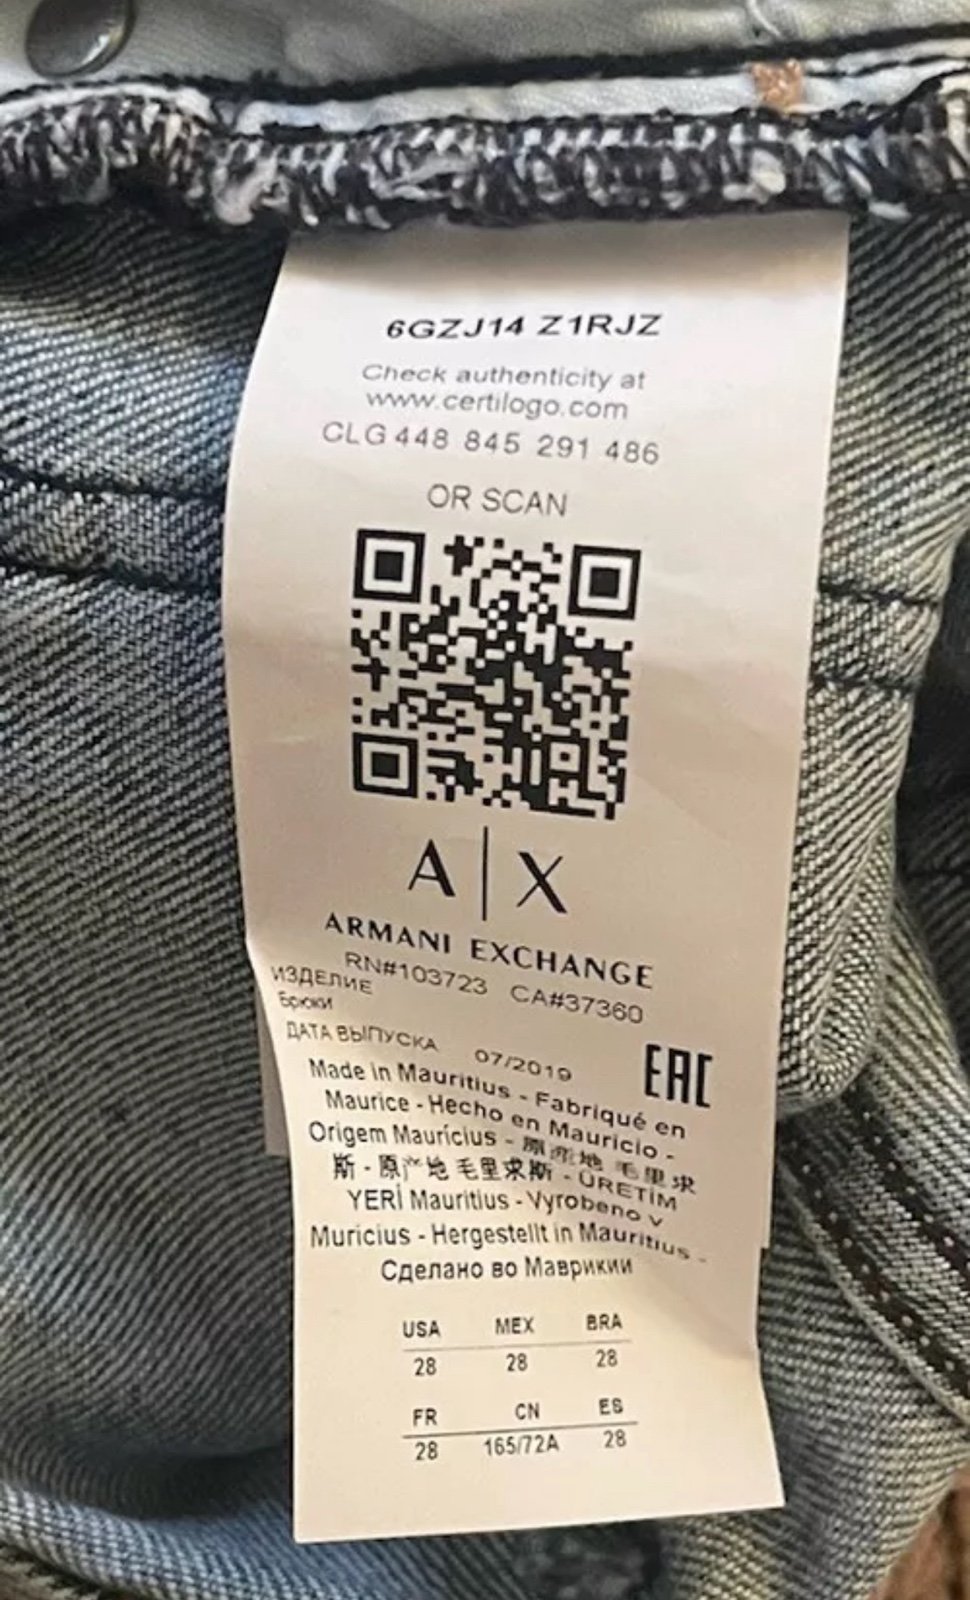 6GZJ14 Z1RJZ
Check authenticity at
www.certilogo.com
CLG 448 845 291 486
OR SCAN
A|X
ARMANI EXCHANGE
RN#103723 CA#37360
ИЗДЕЛИЕ
Брюки
ДАТА ВЫПУСКА 07/2019
EAC
Made in Mauritius - Fabriqué en
Maurice - Hecho en Mauricio -
Origem Maurícius - 原產地 毛里求
斯 - 原产地 毛里求斯 - ÜRETİM
YERİ Mauritius - Vyrobeno v
Muricius - Hergestellt in Mauritius -
Сделано во Маврикии
USA MEX BRA
28 28 28
FR CN ES
28 165/72A 28